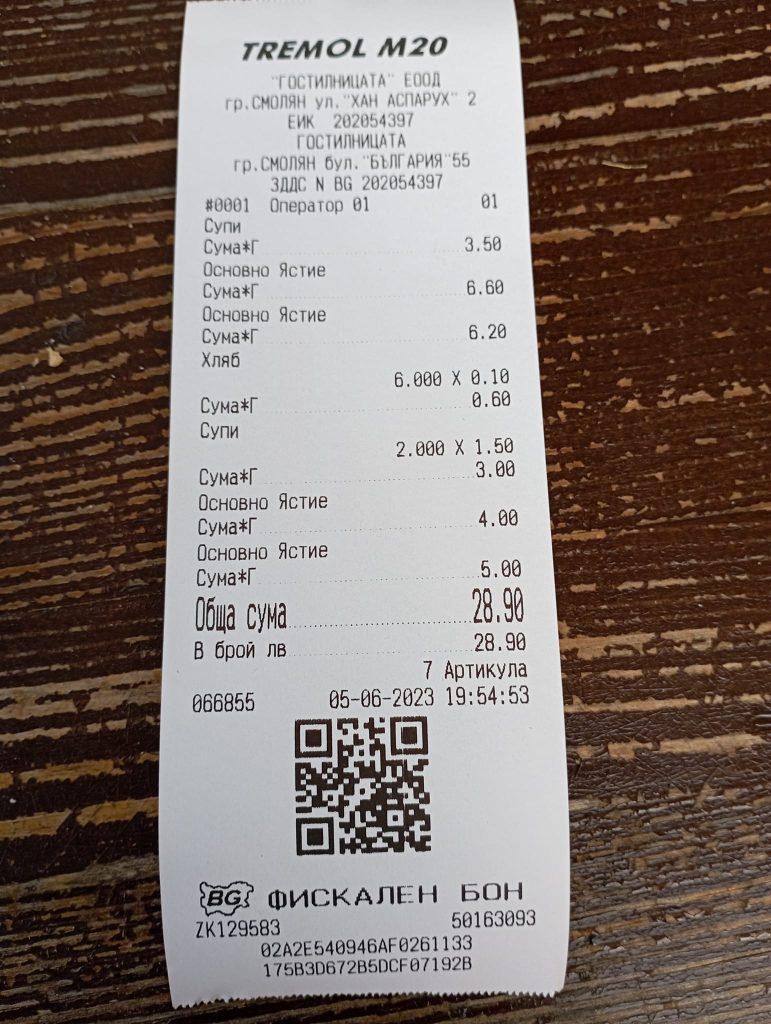 TREMOL M20
"ГОСТИЛНИЦАТА" ЕООД
гр.СМОЛЯН ул."ХАН АСПАРУХ" 2
ЕИК 202054397
ГОСТИЛНИЦАТА
гр.СМОЛЯН бул."БЪЛГАРИЯ"55
ЗДДС N BG 202054397
#0001 Оператор 01 01
Супи
Сума*Г 3.50
Основно Ястие
Сума*Г 6.60
Основно Ястие
Сума*Г 6.20
Хляб
6.000 X 0.10
Сума*Г 0.60
Супи
2.000 X 1.50
Сума*Г 3.00
Основно Ястие
Сума*Г 4.00
Основно Ястие
Сума*Г 5.00
Обща сума 28.90
В брой лв 28.90
7 Артикула
066855 05-06-2023 19:54:53
BG ФИСКАЛЕН БОН
ZK129583 50163093
02A2E540946AF0261133
175B3D672B5DCF07192B